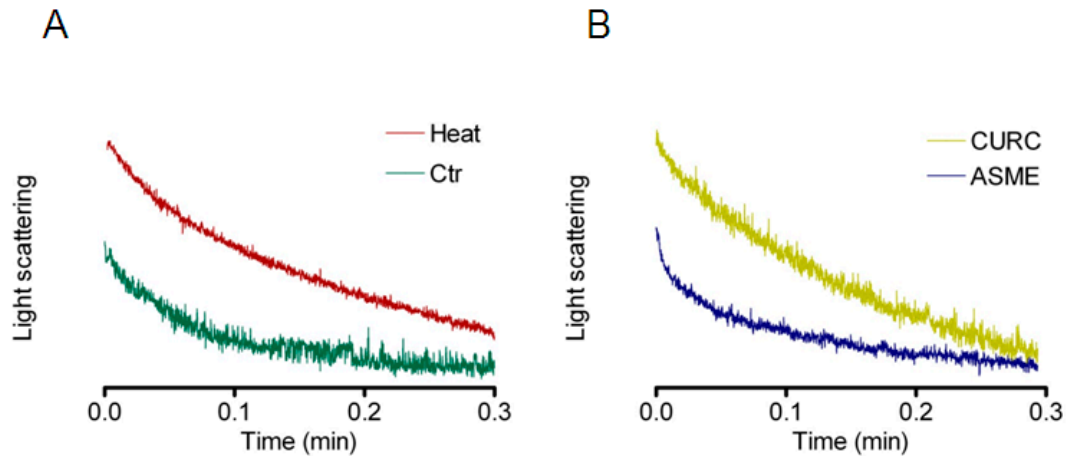 A
B
Heat
Ctr
CURC
ASME
Light scattering
Light scattering
0.0 0.1 0.2 0.3
0.0 0.1 0.2 0.3
Time (min)
Time (min)